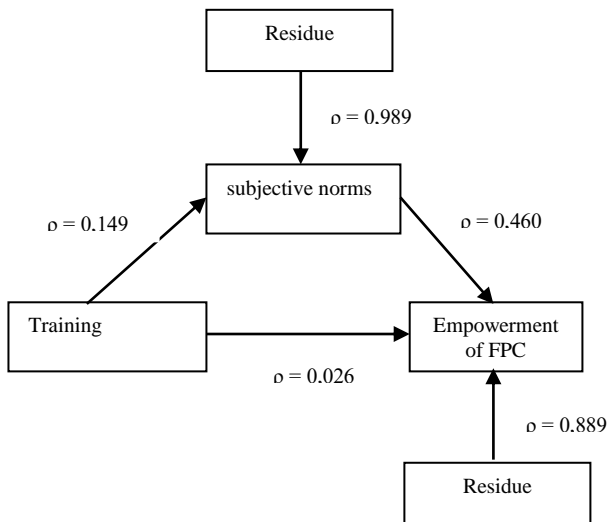 Residue
ρ = 0.989
subjective norms
ρ = 0.149
ρ = 0.460
Training
Empowerment
of FPC
ρ = 0.026
ρ = 0.889
Residue